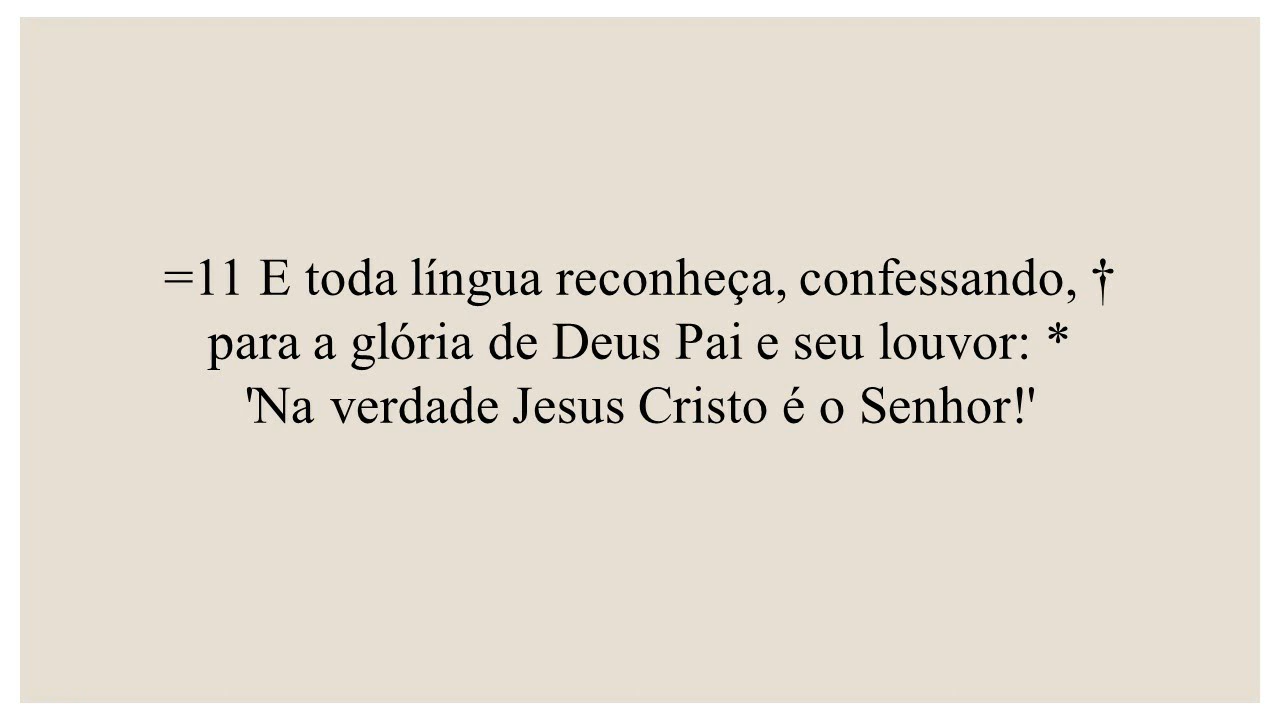 =11 E toda língua reconheça, confessando, †
para a glória de Deus Pai e seu louvor: *
'Na verdade Jesus Cristo é o Senhor!'